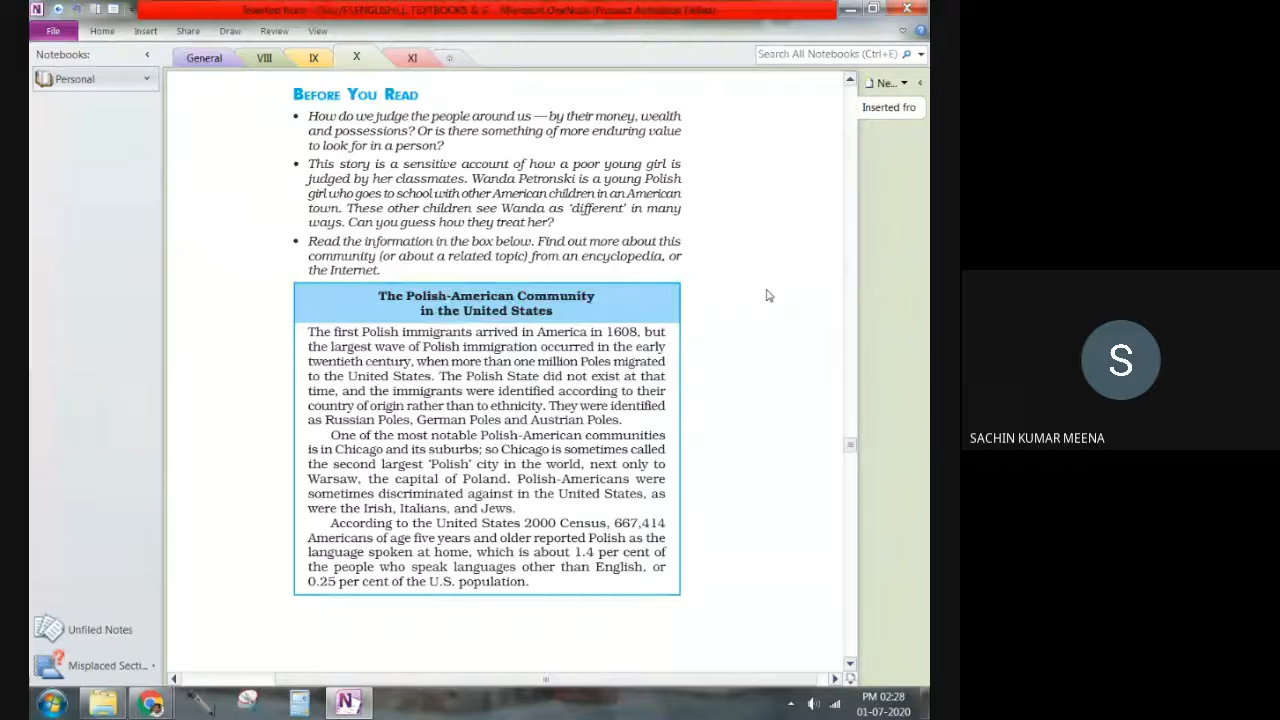 Microsoft OneNote (Product Activation Failed)
File Home Insert Share Draw Review View
Notebooks:
General VIII IX X XI
Search All Notebooks (Ctrl+E)
Personal
Ne...
Inserted fro
BEFORE YOU READ
• How do we judge the people around us — by their money, wealth
and possessions? Or is there something of more enduring value
to look for in a person?
• This story is a sensitive account of how a poor young girl is
judged by her classmates. Wanda Petronski is a young Polish
girl who goes to school with other American children in an American
town. These other children see Wanda as 'different' in many
ways. Can you guess how they treat her?
• Read the information in the box below. Find out more about this
community (or about a related topic) from an encyclopedia, or
the Internet.
The Polish-American Community
in the United States
The first Polish immigrants arrived in America in 1608, but
the largest wave of Polish immigration occurred in the early
twentieth century, when more than one million Poles migrated
to the United States. The Polish State did not exist at that
time, and the immigrants were identified according to their
country of origin rather than to ethnicity. They were identified
as Russian Poles, German Poles and Austrian Poles.
One of the most notable Polish-American communities
is in Chicago and its suburbs; so Chicago is sometimes called
the second largest 'Polish' city in the world, next only to
Warsaw, the capital of Poland. Polish-Americans were
sometimes discriminated against in the United States, as
were the Irish, Italians, and Jews.
According to the United States 2000 Census, 667,414
Americans of age five years and older reported Polish as the
language spoken at home, which is about 1.4 per cent of
the people who speak languages other than English, or
0.25 per cent of the U.S. population.
Unfiled Notes
Misplaced Secti...
PM 02:28
01-07-2020
S
SACHIN KUMAR MEENA